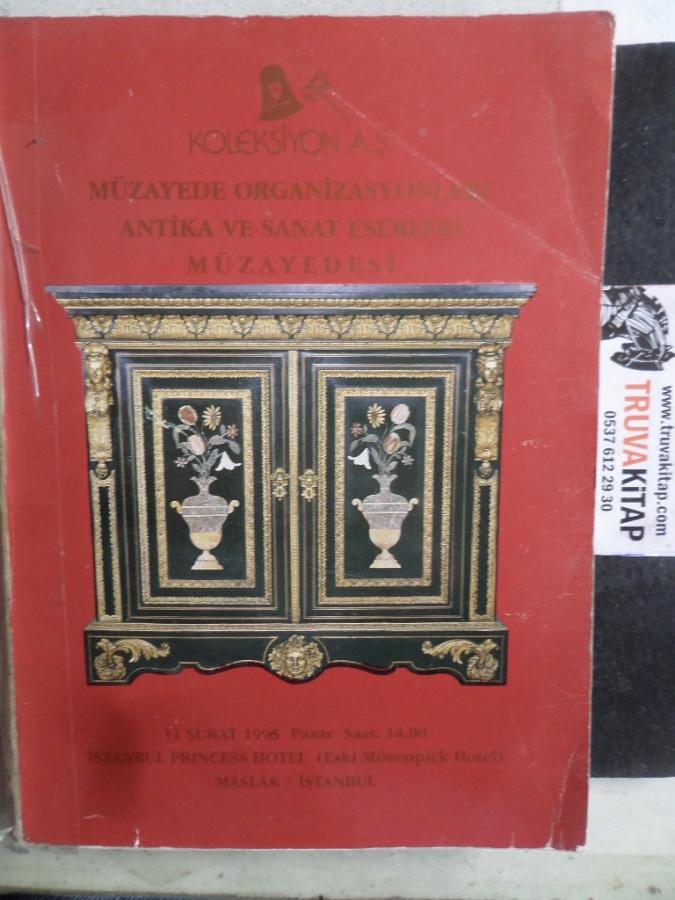 KOLEKSİYON A.Ş.
MÜZAYEDE ORGANİZASYONLARI
ANTİKA VE SANAT ESERLERİ
MÜZAYEDESİ
11 ŞUBAT 1996 Pazar Saat: 14.00
İSTANBUL PRINCESS HOTEL (Eski Mövenpick Hotel)
MASLAK / İSTANBUL
www.truvakitap.com
TRUVAKİTAP
0537 612 29 30